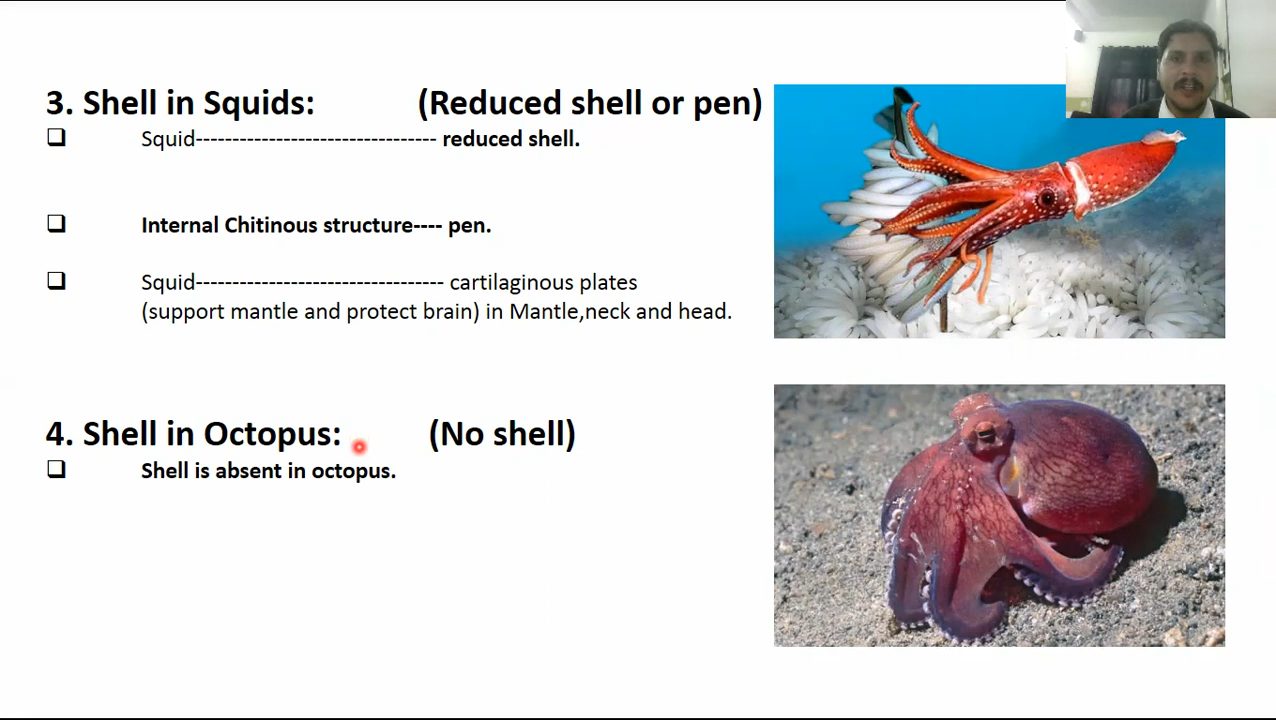 3. Shell in Squids: (Reduced shell or pen)
❑ Squid--------------------------------- reduced shell.
❑ Internal Chitinous structure---- pen.
❑ Squid---------------------------------- cartilaginous plates
(support mantle and protect brain) in Mantle,neck and head.
4. Shell in Octopus: (No shell)
❑ Shell is absent in octopus.